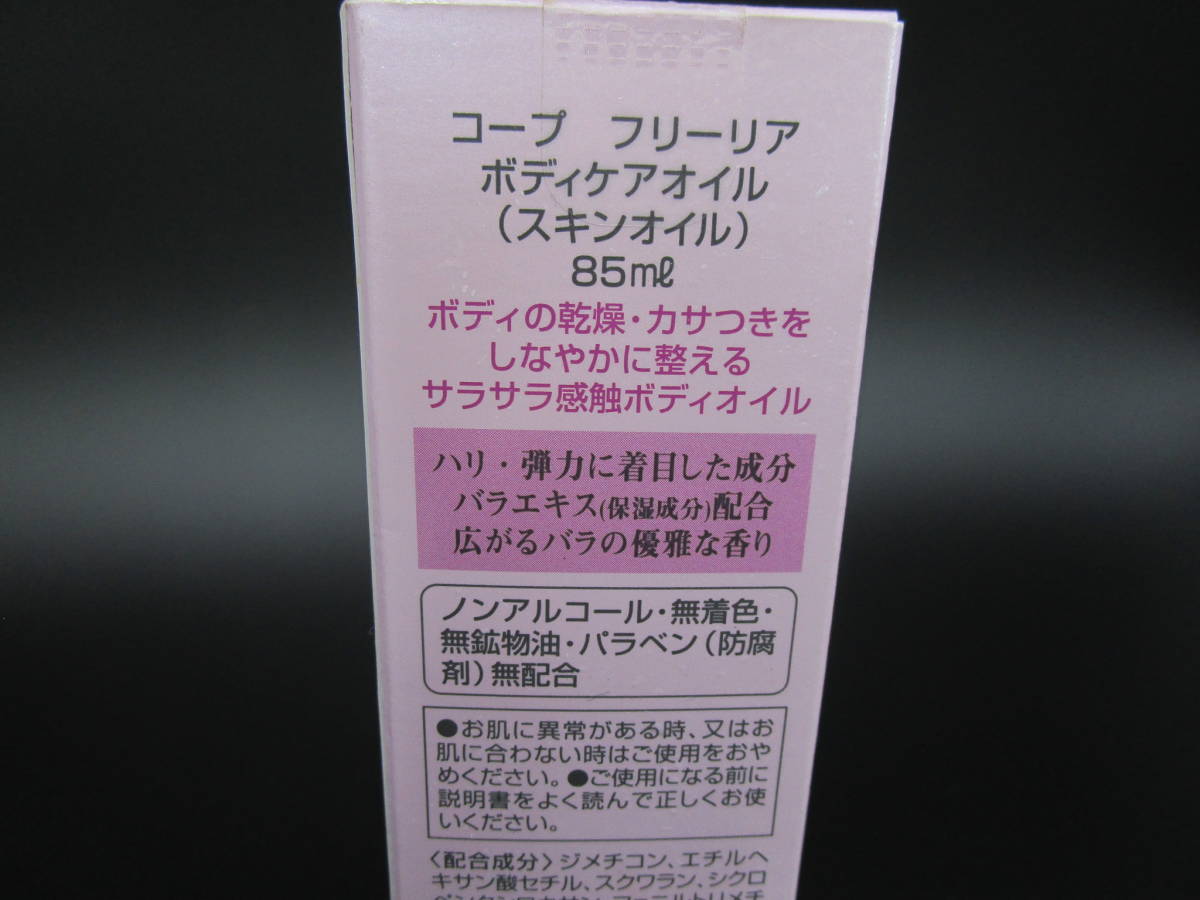 コープ　フリーリア
ボディケアオイル
（スキンオイル）
85㎖
ボディの乾燥・カサつきを
しなやかに整える
サラサラ感触ボディオイル
ハリ・弾力に着目した成分
バラエキス(保湿成分)配合
広がるバラの優雅な香り
ノンアルコール・無着色・
無鉱物油・パラベン（防腐
剤）無配合
●お肌に異常がある時、又はお
肌に合わない時はご使用をおや
めください。●ご使用になる前に
説明書をよく読んで正しくお使
いください。
〈配合成分〉ジメチコン、エチルヘ
キサン酸セチル、スクワラン、シクロ